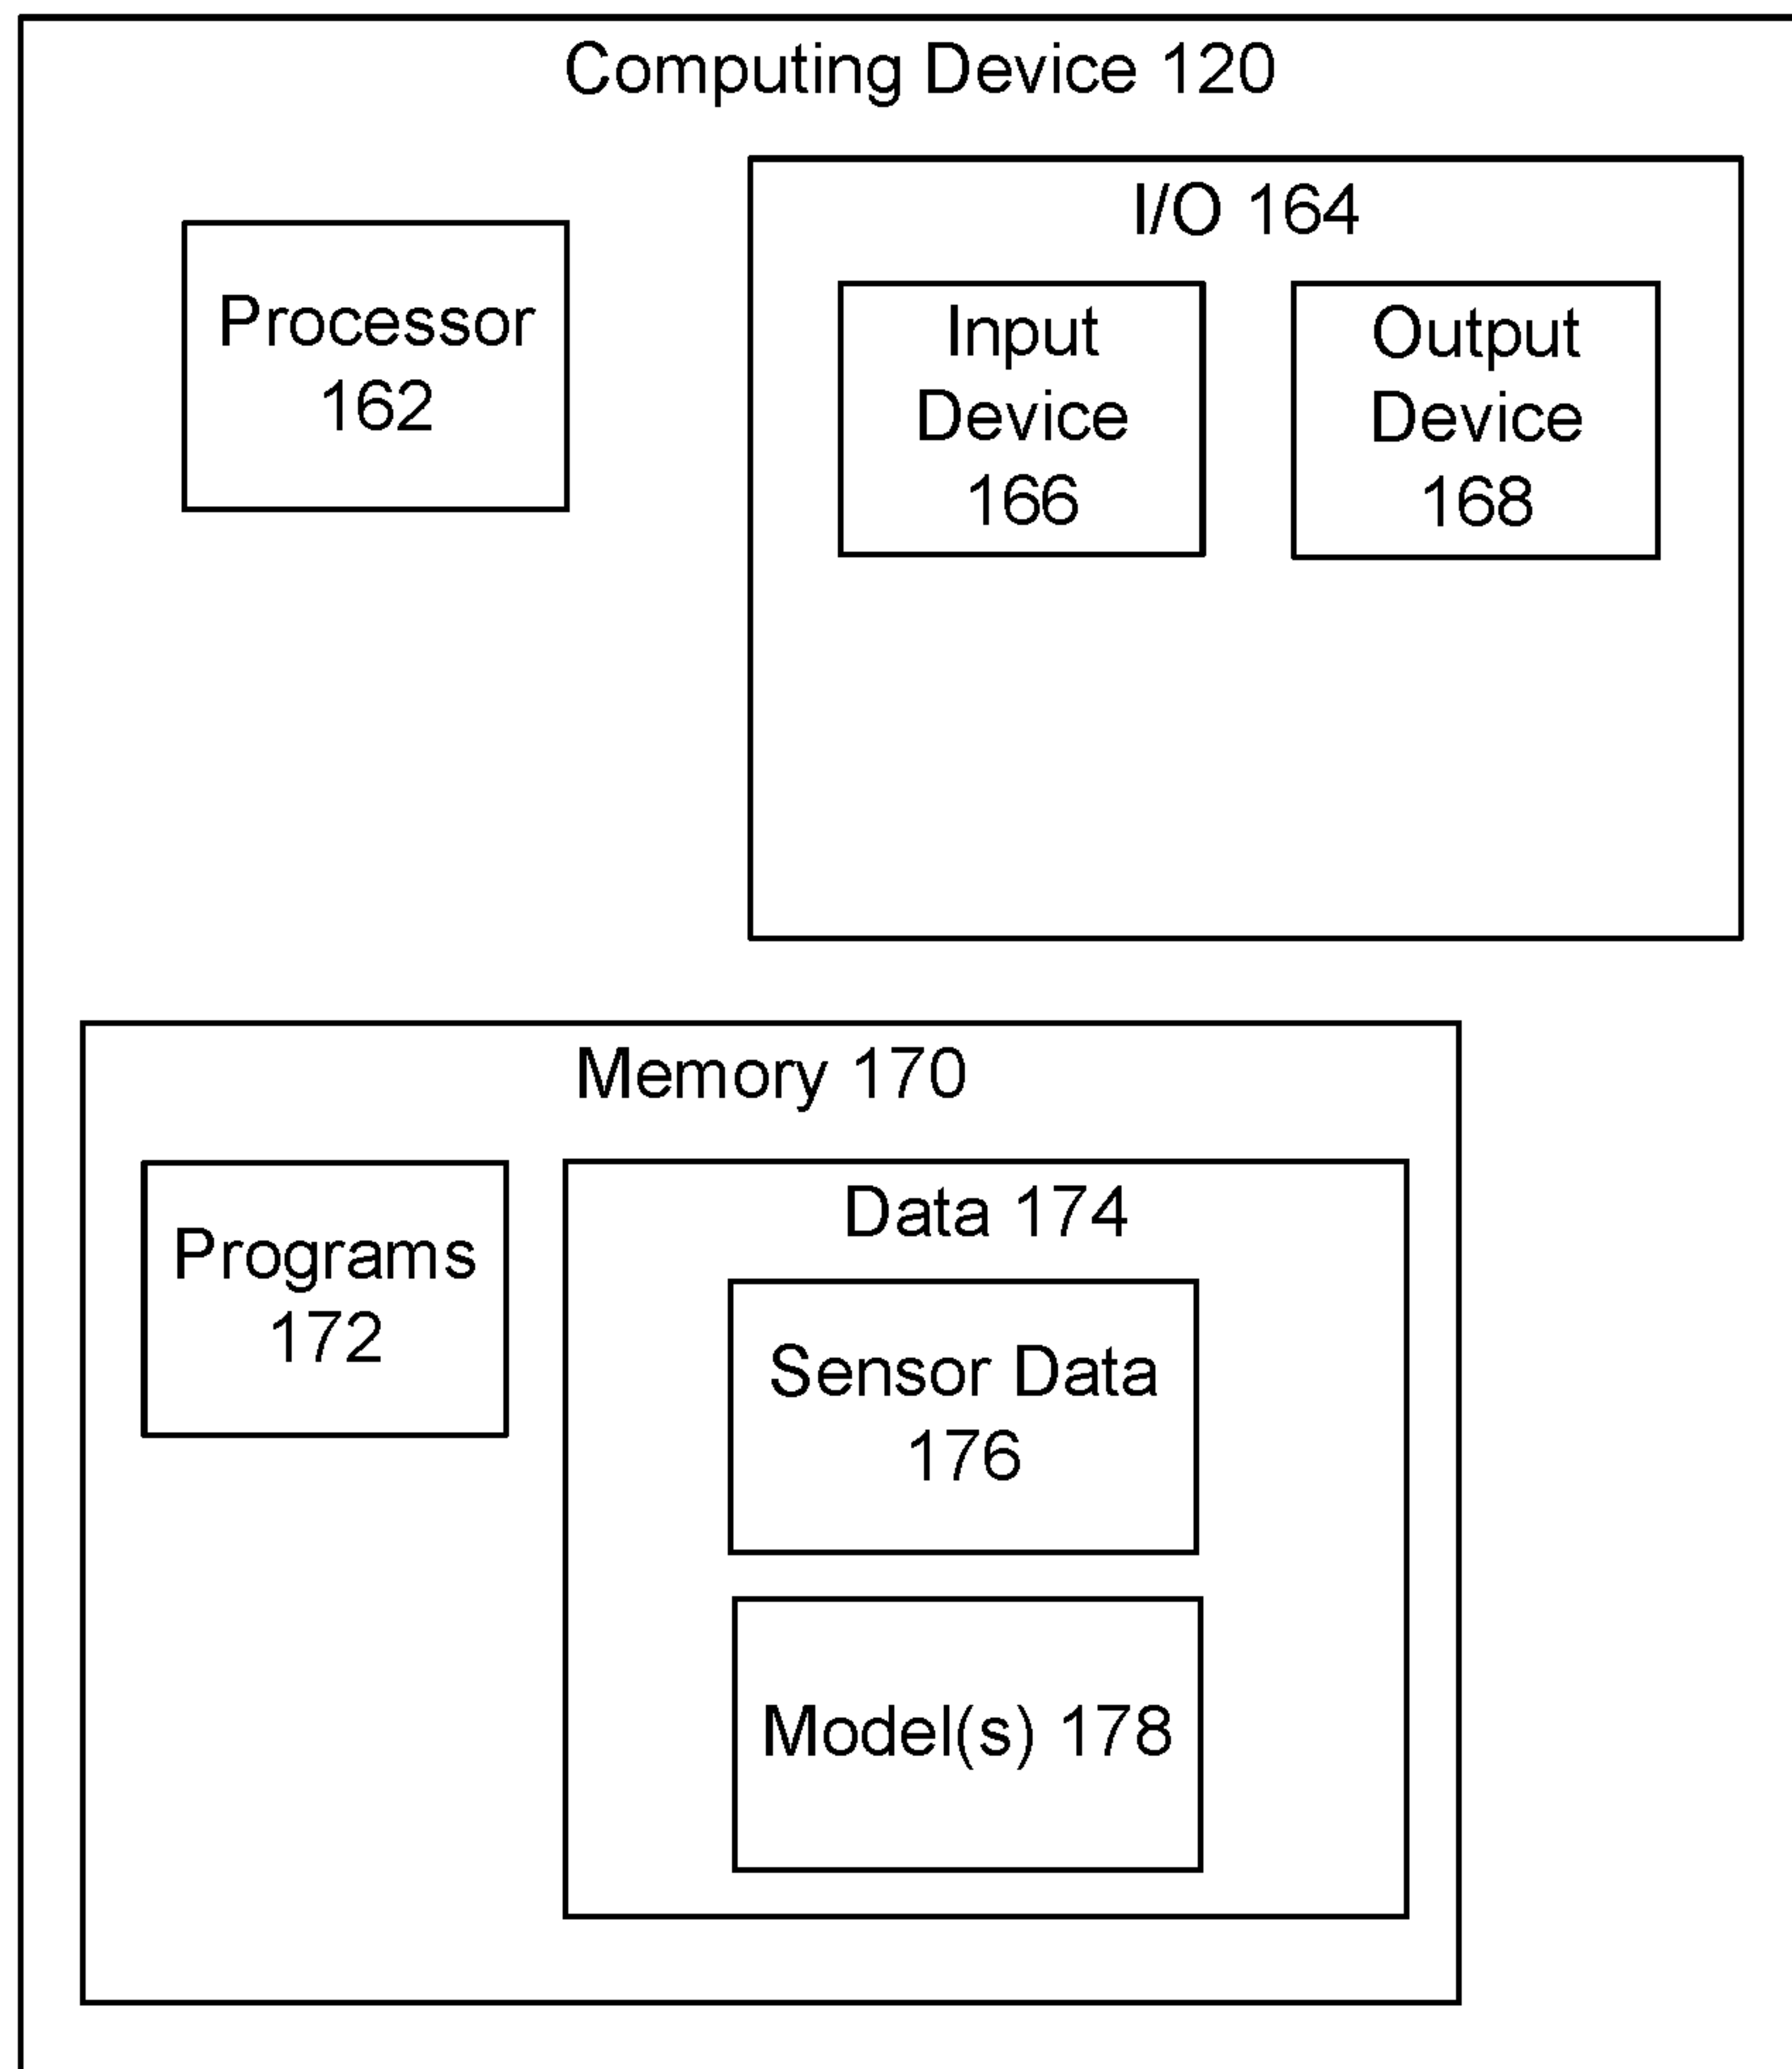 Computing Device 120
Processor
162
I/O 164
Input
Device
166
Output
Device
168
Memory 170
Programs
172
Data 174
Sensor Data
176
Model(s) 178